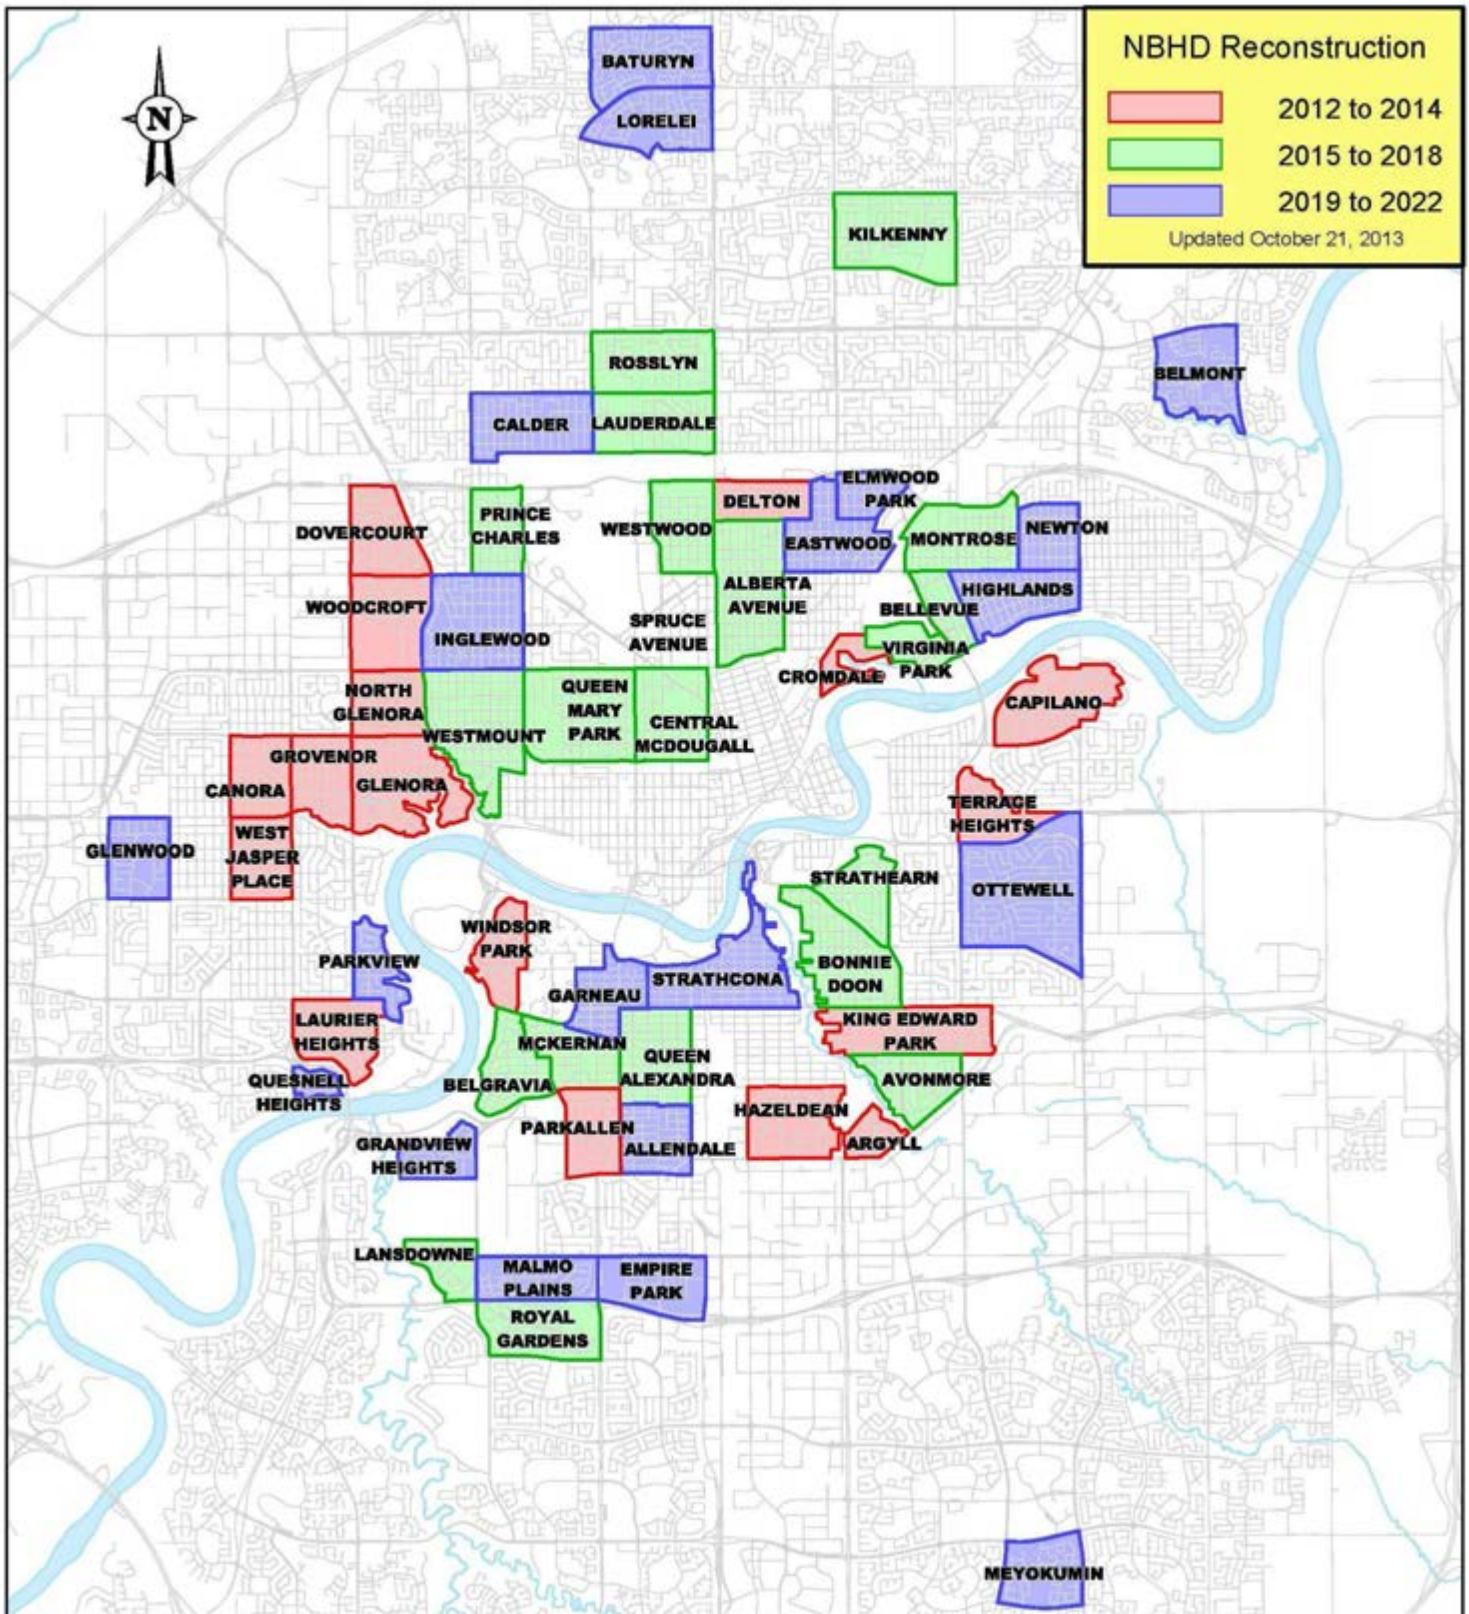 NBHD Reconstruction
2012 to 2014
2015 to 2018
2019 to 2022
Updated October 21, 2013
N
BATURYN
LORELEI
KILKENNY
ROSSLYN
BELMONT
CALDER
LAUDERDALE
ELMWOOD
PARK
DELTON
DOVERCOURT
PRINCE
CHARLES
WESTWOOD
EASTWOOD
MONTROSE
NEWTON
ALBERTA
AVENUE
HIGHLANDS
BELLEVUE
WOODCROFT
INGLEWOOD
SPRUCE
AVENUE
VIRGINIA
PARK
CROMDALE
NORTH
GLENORA
QUEEN
MARY
PARK
CENTRAL
MCDOUGALL
CAPILANO
WESTMOUNT
GROVENOR
CANORA
GLENORA
TERRACE
HEIGHTS
GLENWOOD
WEST
JASPER
PLACE
STRATHEARN
OTTEWELL
WINDSOR
PARK
PARKVIEW
GARNEAU
STRATHCONA
BONNIE
DOON
LAURIER
HEIGHTS
MCKERNAN
KING EDWARD
PARK
QUEEN
ALEXANDRA
QUESNELL
HEIGHTS
BELGRAVIA
AVONMORE
HAZELDEAN
PARKALLEN
ALLENDALE
ARGYLL
GRANDVIEW
HEIGHTS
LANSDOWNE
MALMO
PLAINS
EMPIRE
PARK
ROYAL
GARDENS
MEYOKUMIN